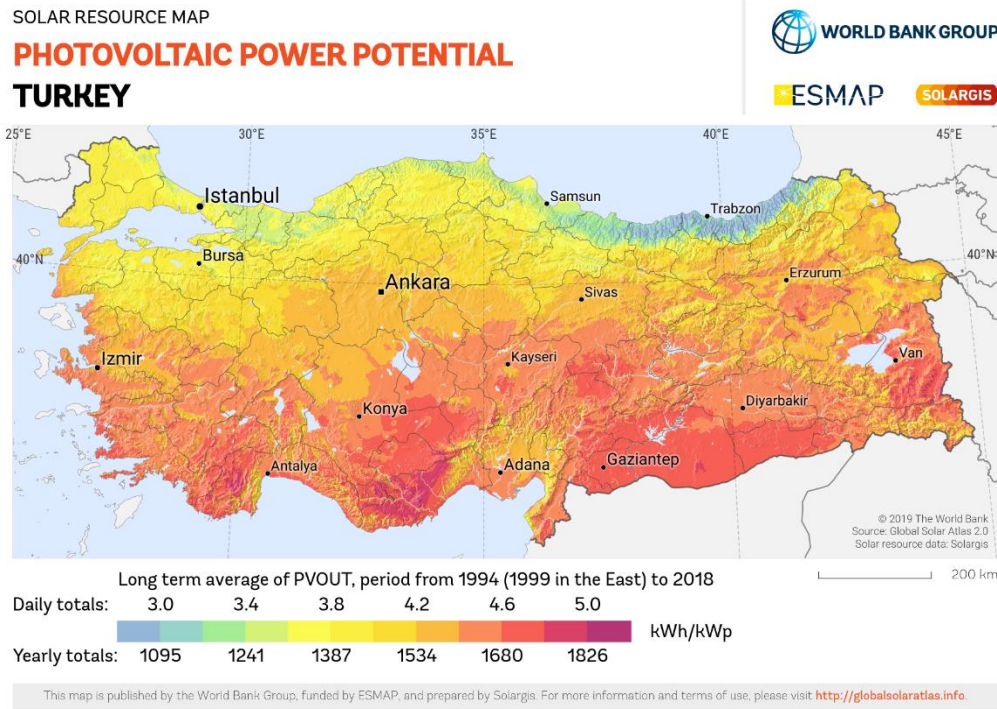 SOLAR RESOURCE MAP
PHOTOVOLTAIC POWER POTENTIAL
TURKEY
WORLD BANK GROUP
ESMAP
SOLARGIS
25°E 30°E 35°E 40°E 45°E
Istanbul
Samsun
Trabzon
Bursa
40°N
40°N
Ankara
Erzurum
Sivas
Izmir
Kayseri
Van
Konya
Diyarbakir
Antalya
Adana
Gaziantep
© 2019 The World Bank
Source: Global Solar Atlas 2.0
Solar resource data: Solargis
Long term average of PVOUT, period from 1994 (1999 in the East) to 2018
200 km
Daily totals: 3.0 3.4 3.8 4.2 4.6 5.0
kWh/kWp
Yearly totals: 1095 1241 1387 1534 1680 1826
This map is published by the World Bank Group, funded by ESMAP, and prepared by Solargis. For more information and terms of use, please visit http://globalsolaratlas.info.